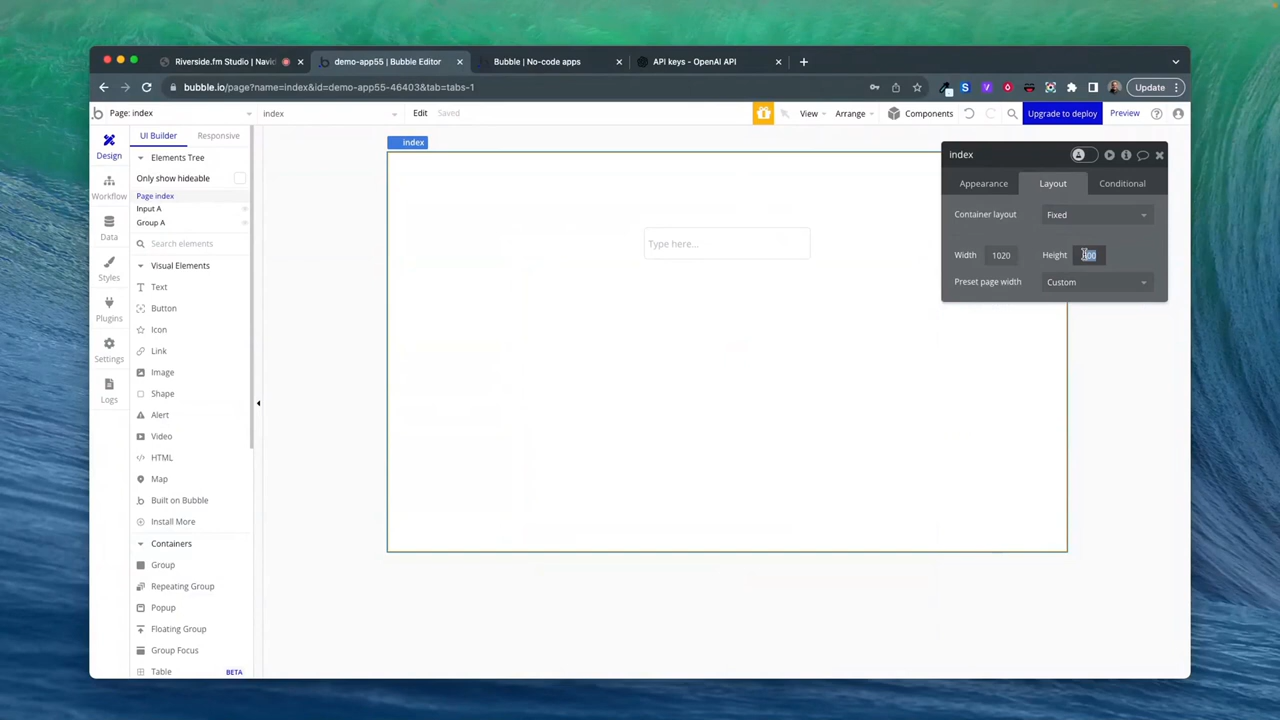 Riverside.fm Studio | Navid
demo-app55 | Bubble Editor
Bubble | No-code apps
API keys - OpenAI API
bubble.io/page?name=index&id=demo-app55-46403&tab=tabs-1
Update
Page: index
index
Edit
Saved
View
Arrange
Components
Upgrade to deploy
Preview
Design
Workflow
Data
Styles
Plugins
Settings
Logs
UI Builder
Responsive
Elements Tree
Only show hideable
Page index
Input A
Group A
Search elements
Visual Elements
Text
Button
Icon
Link
Image
Shape
Alert
Video
HTML
Map
Built on Bubble
Install More
Containers
Group
Repeating Group
Popup
Floating Group
Group Focus
Table BETA
index
Type here...
index
Appearance
Layout
Conditional
Container layout Fixed
Width 1020 Height
Preset page width Custom